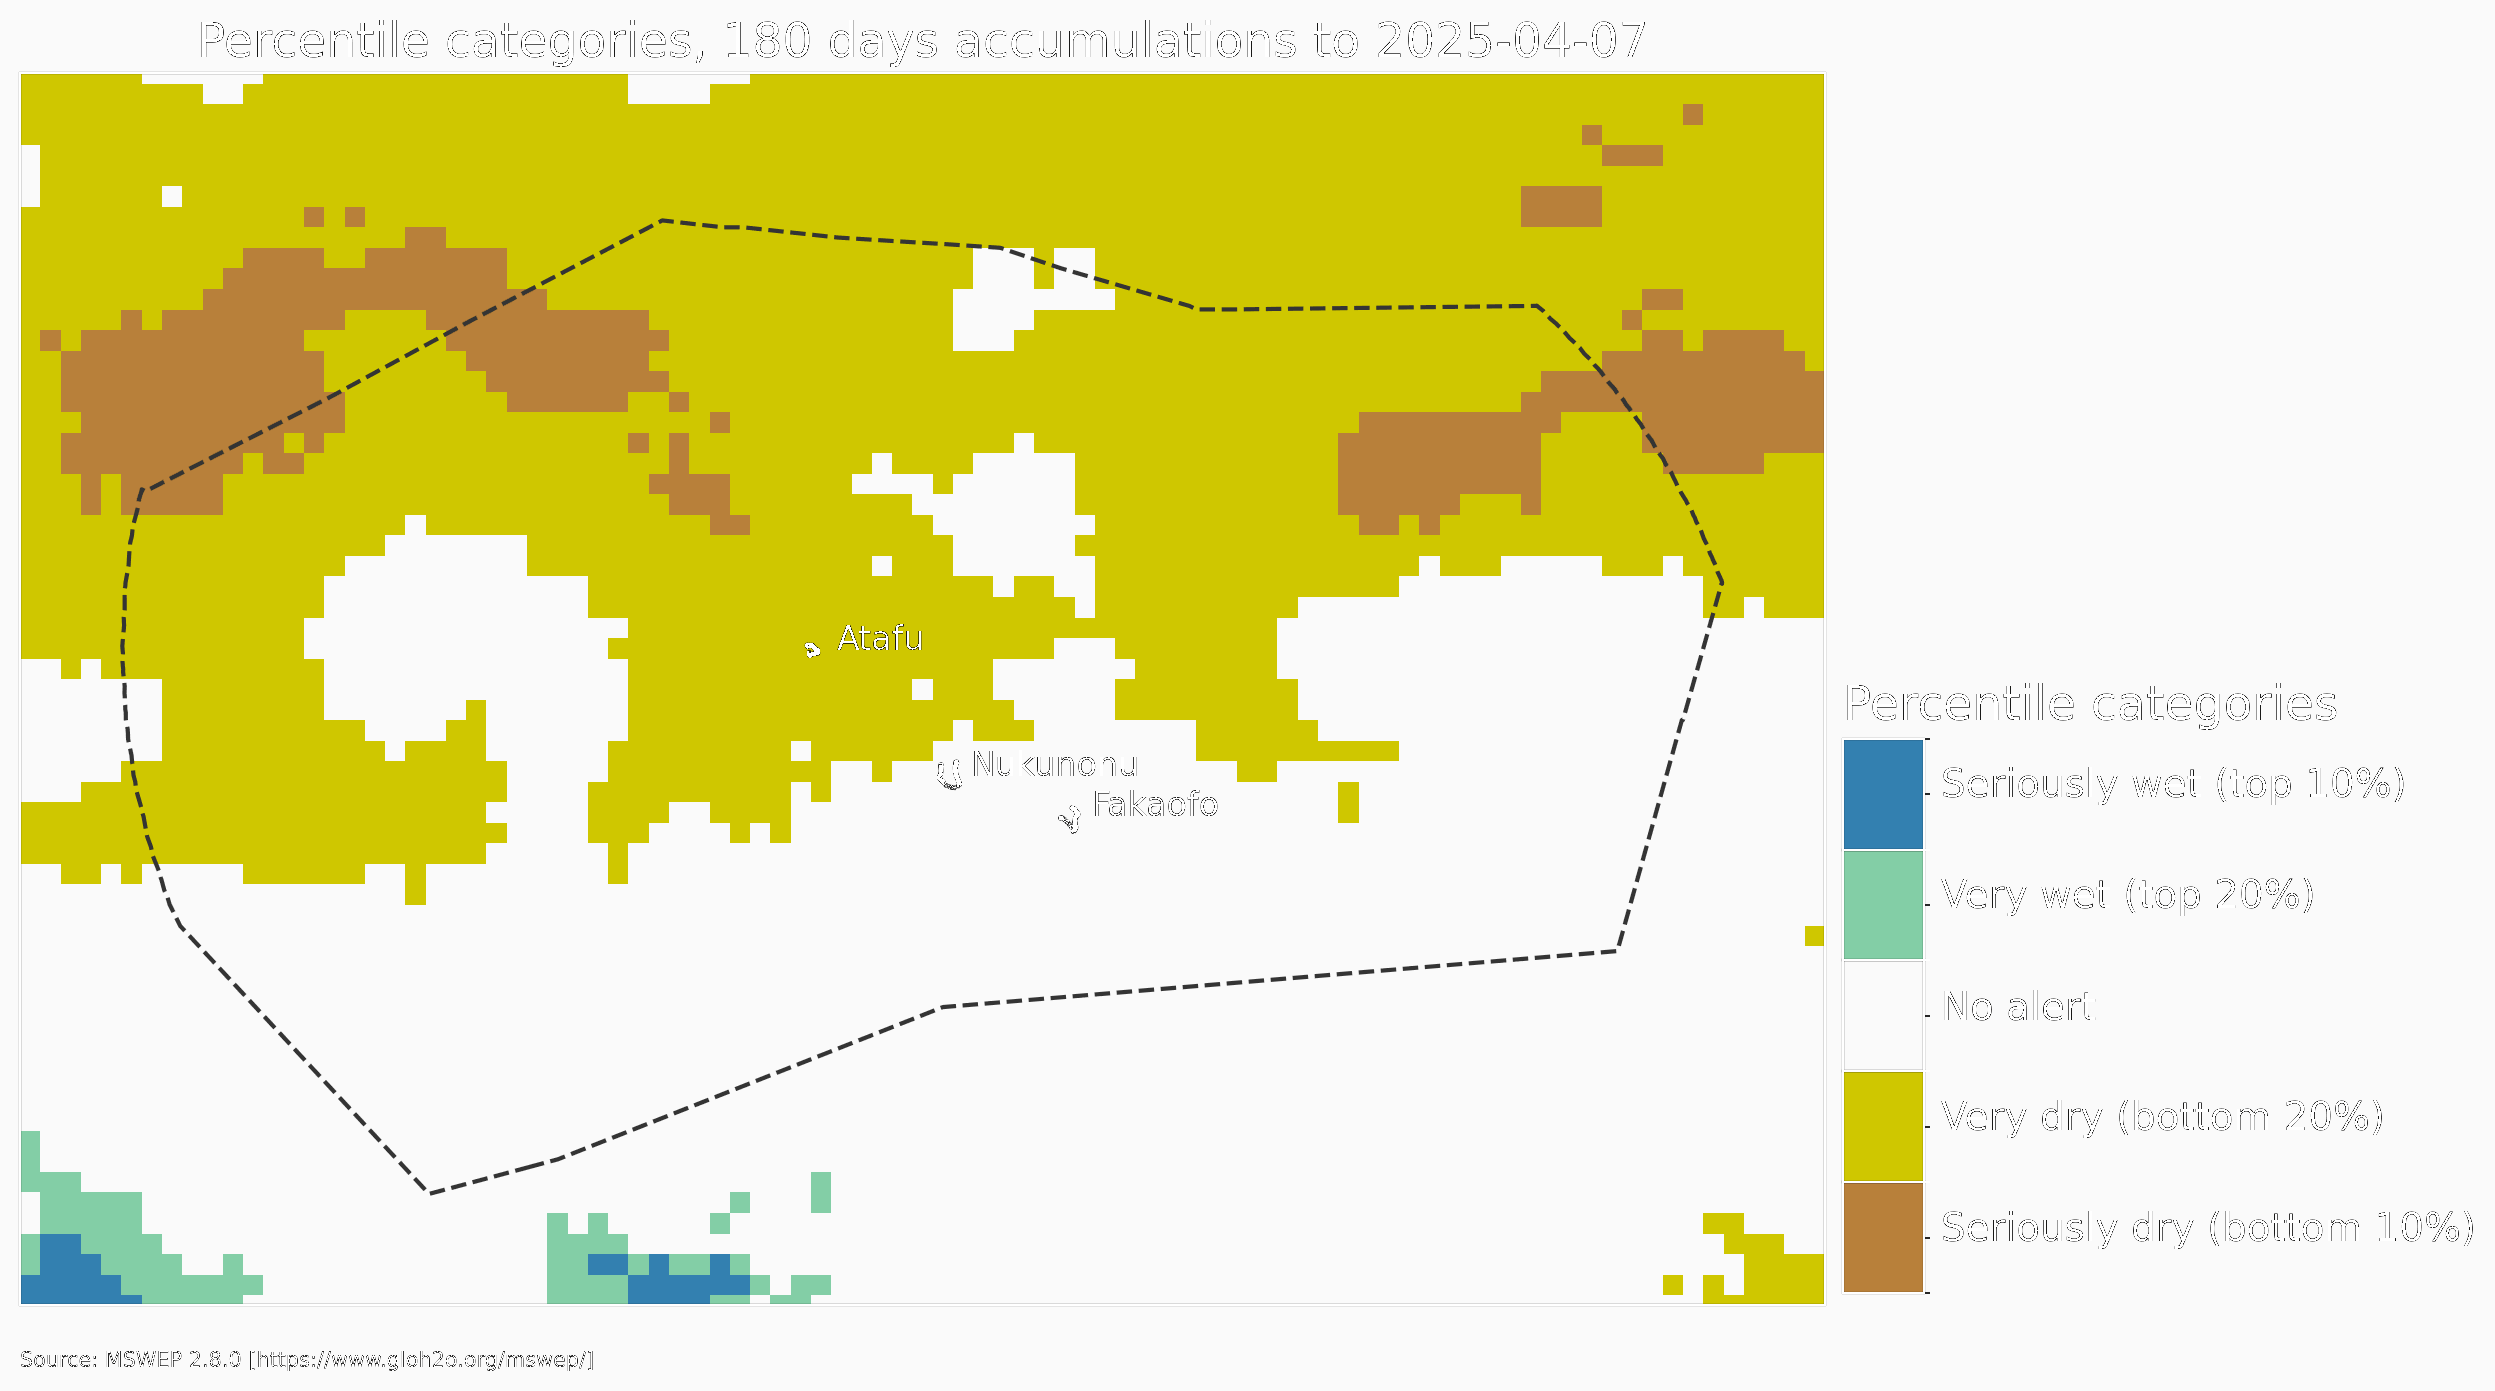 Percentile categories, 180 days accumulations to 2025-04-07
Atafu
Nukunonu
Fakaofo
Percentile categories
Seriously wet (top 10%)
Very wet (top 20%)
No alert
Very dry (bottom 20%)
Seriously dry (bottom 10%)
Source: MSWEP 2.8.0 [https://www.gloh2o.org/mswep/]